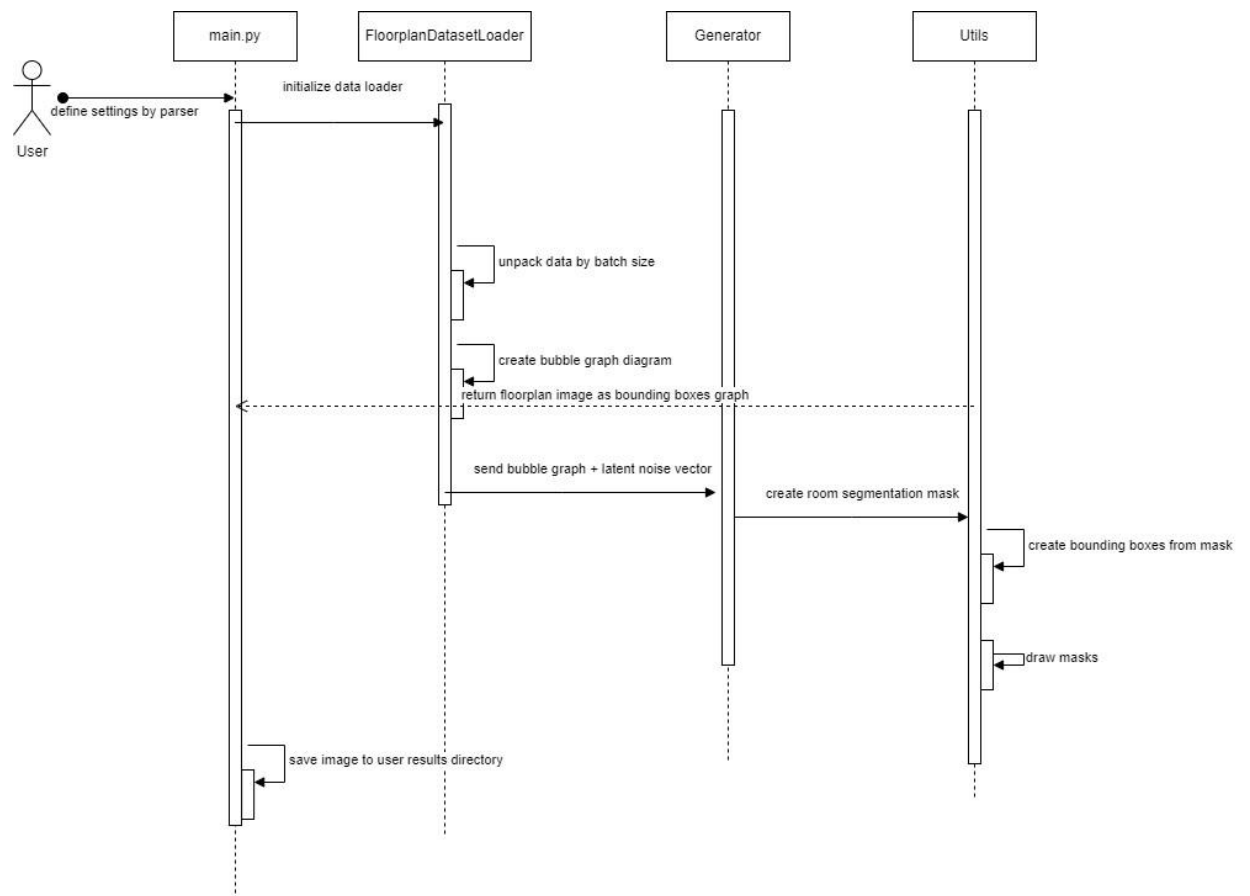 main.py
FloorplanDatasetLoader
Generator
Utils
initialize data loader
define settings by parser
User
unpack data by batch size
create bubble graph diagram
return floorplan image as bounding boxes graph
send bubble graph + latent noise vector
create room segmentation mask
create bounding boxes from mask
draw masks
save image to user results directory